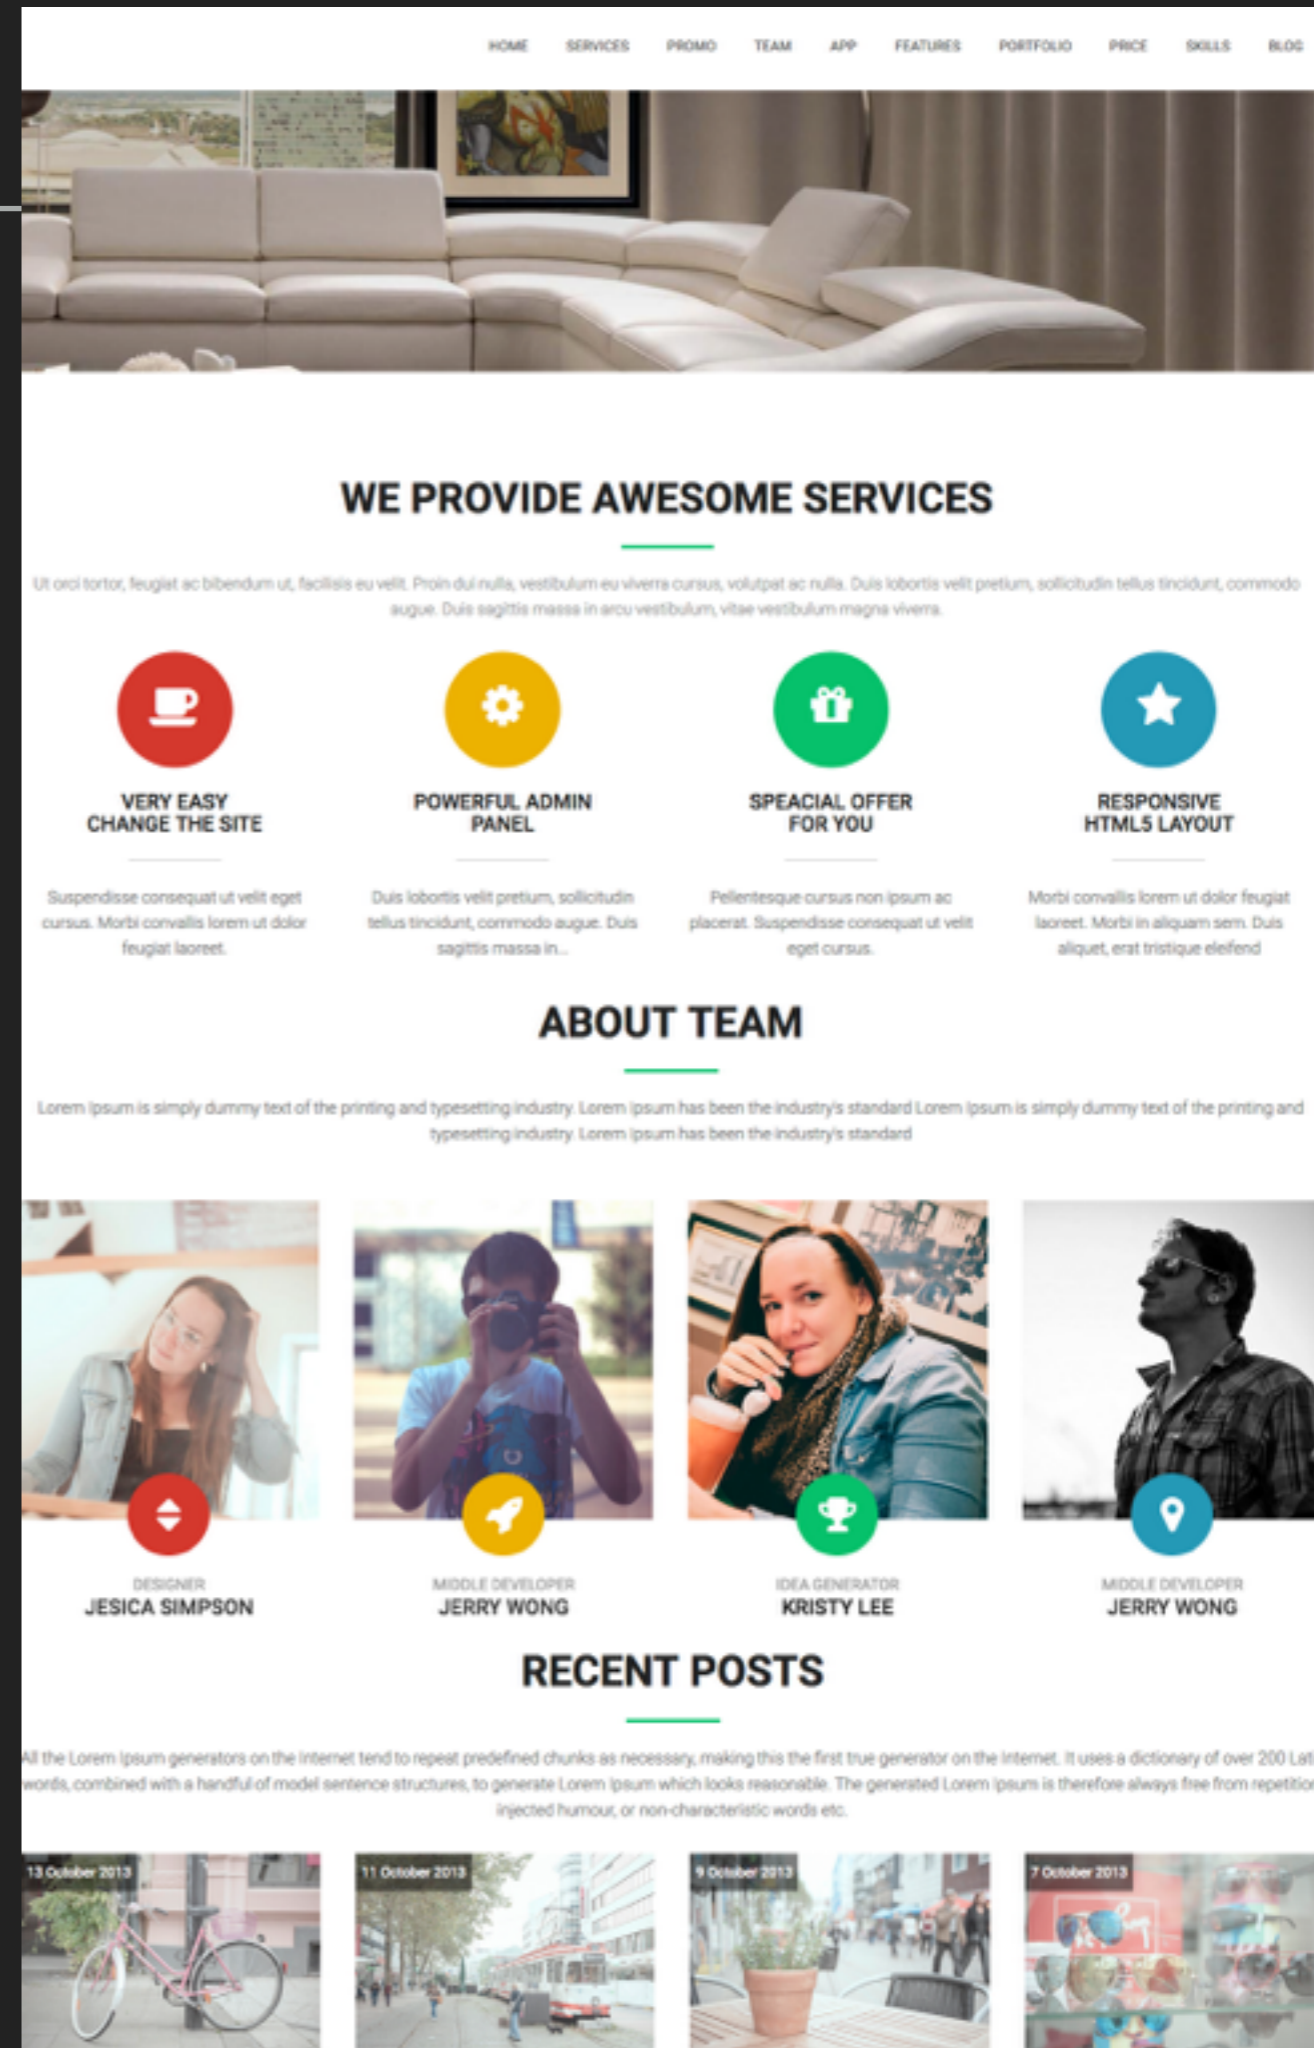 HOME SERVICES PROMO TEAM APP FEATURES PORTFOLIO PRICE SKILLS BLOG
WE PROVIDE AWESOME SERVICES
Ut orci tortor, feugiat ac bibendum ut, facilisis eu velit. Proin dui nulla, vestibulum eu viverra cursus, volutpat ac nulla. Duis lobortis velit pretium, sollicitudin tellus tincidunt, commodo
augue. Duis sagittis massa in arcu vestibulum, vitae vestibulum magna viverra.
VERY EASY
CHANGE THE SITE
Suspendisse consequat ut velit eget
cursus. Morbi convallis lorem ut dolor
feugiat laoreet.
POWERFUL ADMIN
PANEL
Duis lobortis velit pretium, sollicitudin
tellus tincidunt, commodo augue. Duis
sagittis massa in...
SPEACIAL OFFER
FOR YOU
Pellentesque cursus non ipsum ac
placerat. Suspendisse consequat ut velit
eget cursus.
RESPONSIVE
HTML5 LAYOUT
Morbi convallis lorem ut dolor feugiat
laoreet. Morbi in aliquam sem. Duis
aliquet, erat tristique eleifend
ABOUT TEAM
Lorem Ipsum is simply dummy text of the printing and typesetting industry. Lorem Ipsum has been the industry's standard Lorem Ipsum is simply dummy text of the printing and
typesetting industry. Lorem Ipsum has been the industry's standard
DESIGNER
JESICA SIMPSON
MIDDLE DEVELOPER
JERRY WONG
IDEA GENERATOR
KRISTY LEE
MIDDLE DEVELOPER
JERRY WONG
RECENT POSTS
All the Lorem Ipsum generators on the Internet tend to repeat predefined chunks as necessary, making this the first true generator on the Internet. It uses a dictionary of over 200 Lati
words, combined with a handful of model sentence structures, to generate Lorem Ipsum which looks reasonable. The generated Lorem Ipsum is therefore always free from repetition
injected humour, or non-characteristic words etc.
13 October 2013
11 October 2013
9 October 2013
7 October 2013